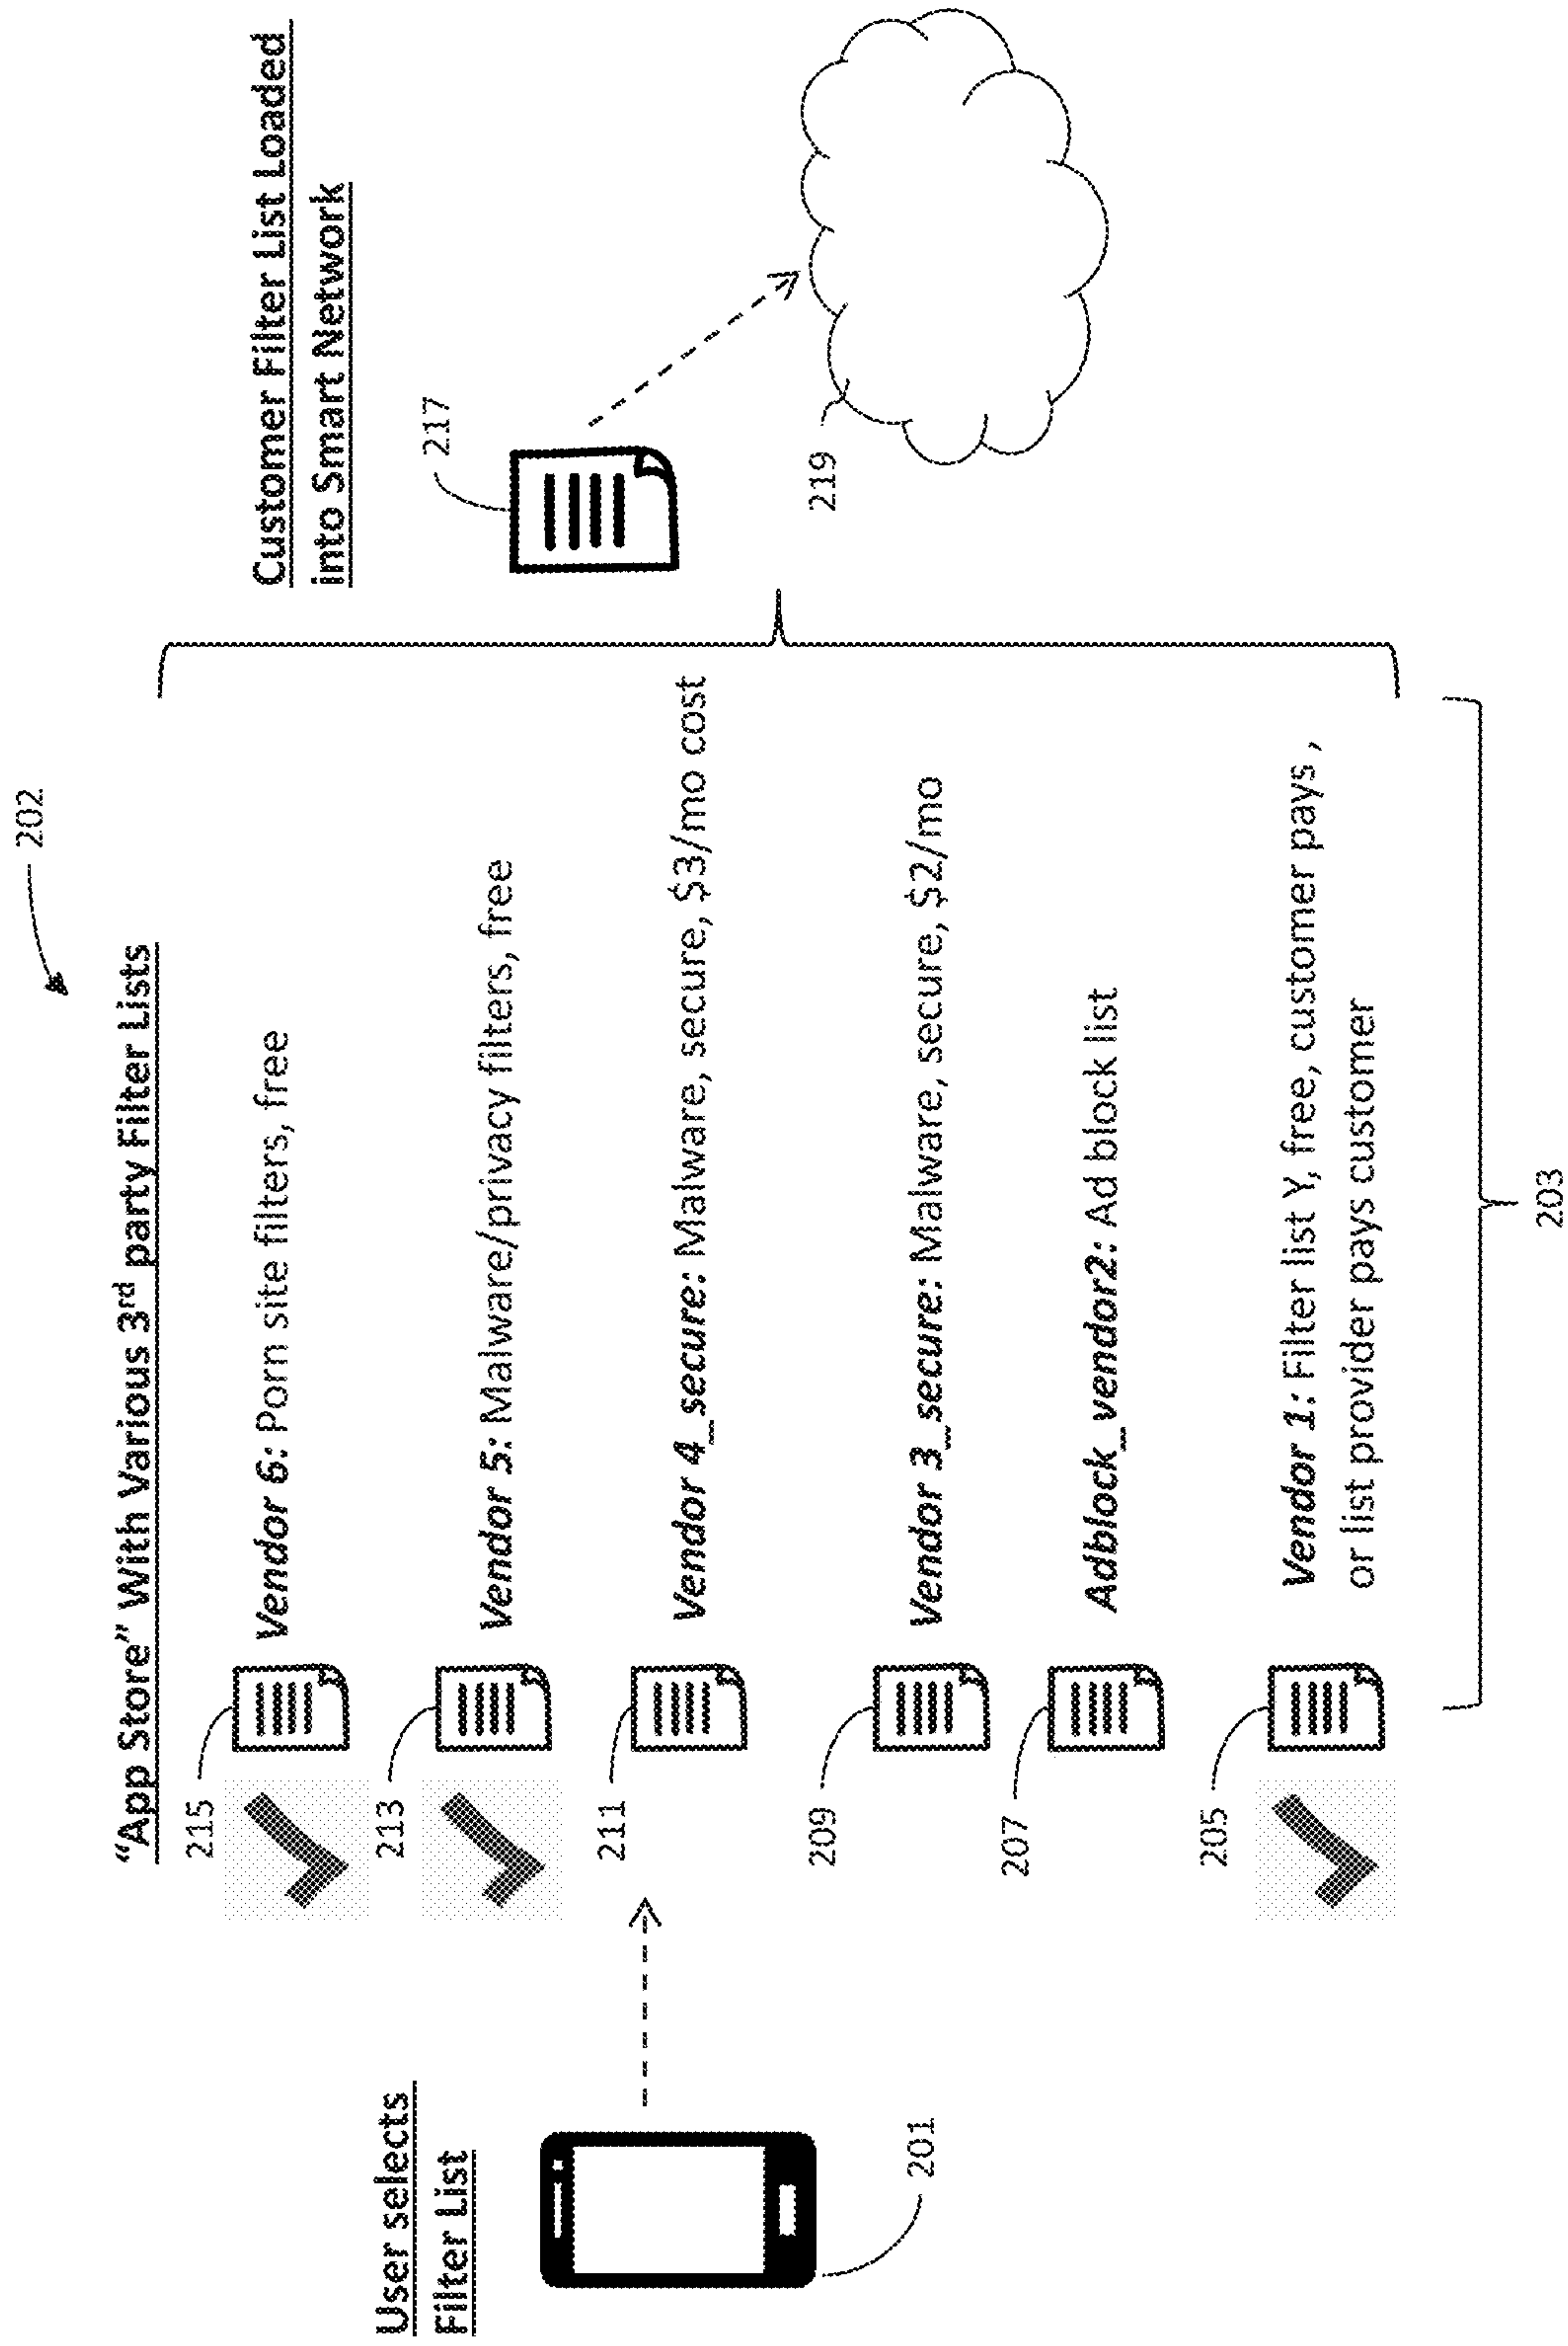 202
"App Store" With Various 3rd party Filter Lists
Customer Filter List Loaded
into Smart Network
User selects
Filter List
201
215
Vendor 6: Porn site filters, free
213
Vendor 5: Malware/privacy filters, free
211
Vendor 4_secure: Malware, secure, $3/mo cost
209
Vendor 3_secure: Malware, secure, $2/mo
207
Adblock_vendor2: Ad block list
205
Vendor 1: Filter list Y, free, customer pays ,
or list provider pays customer
203
217
219